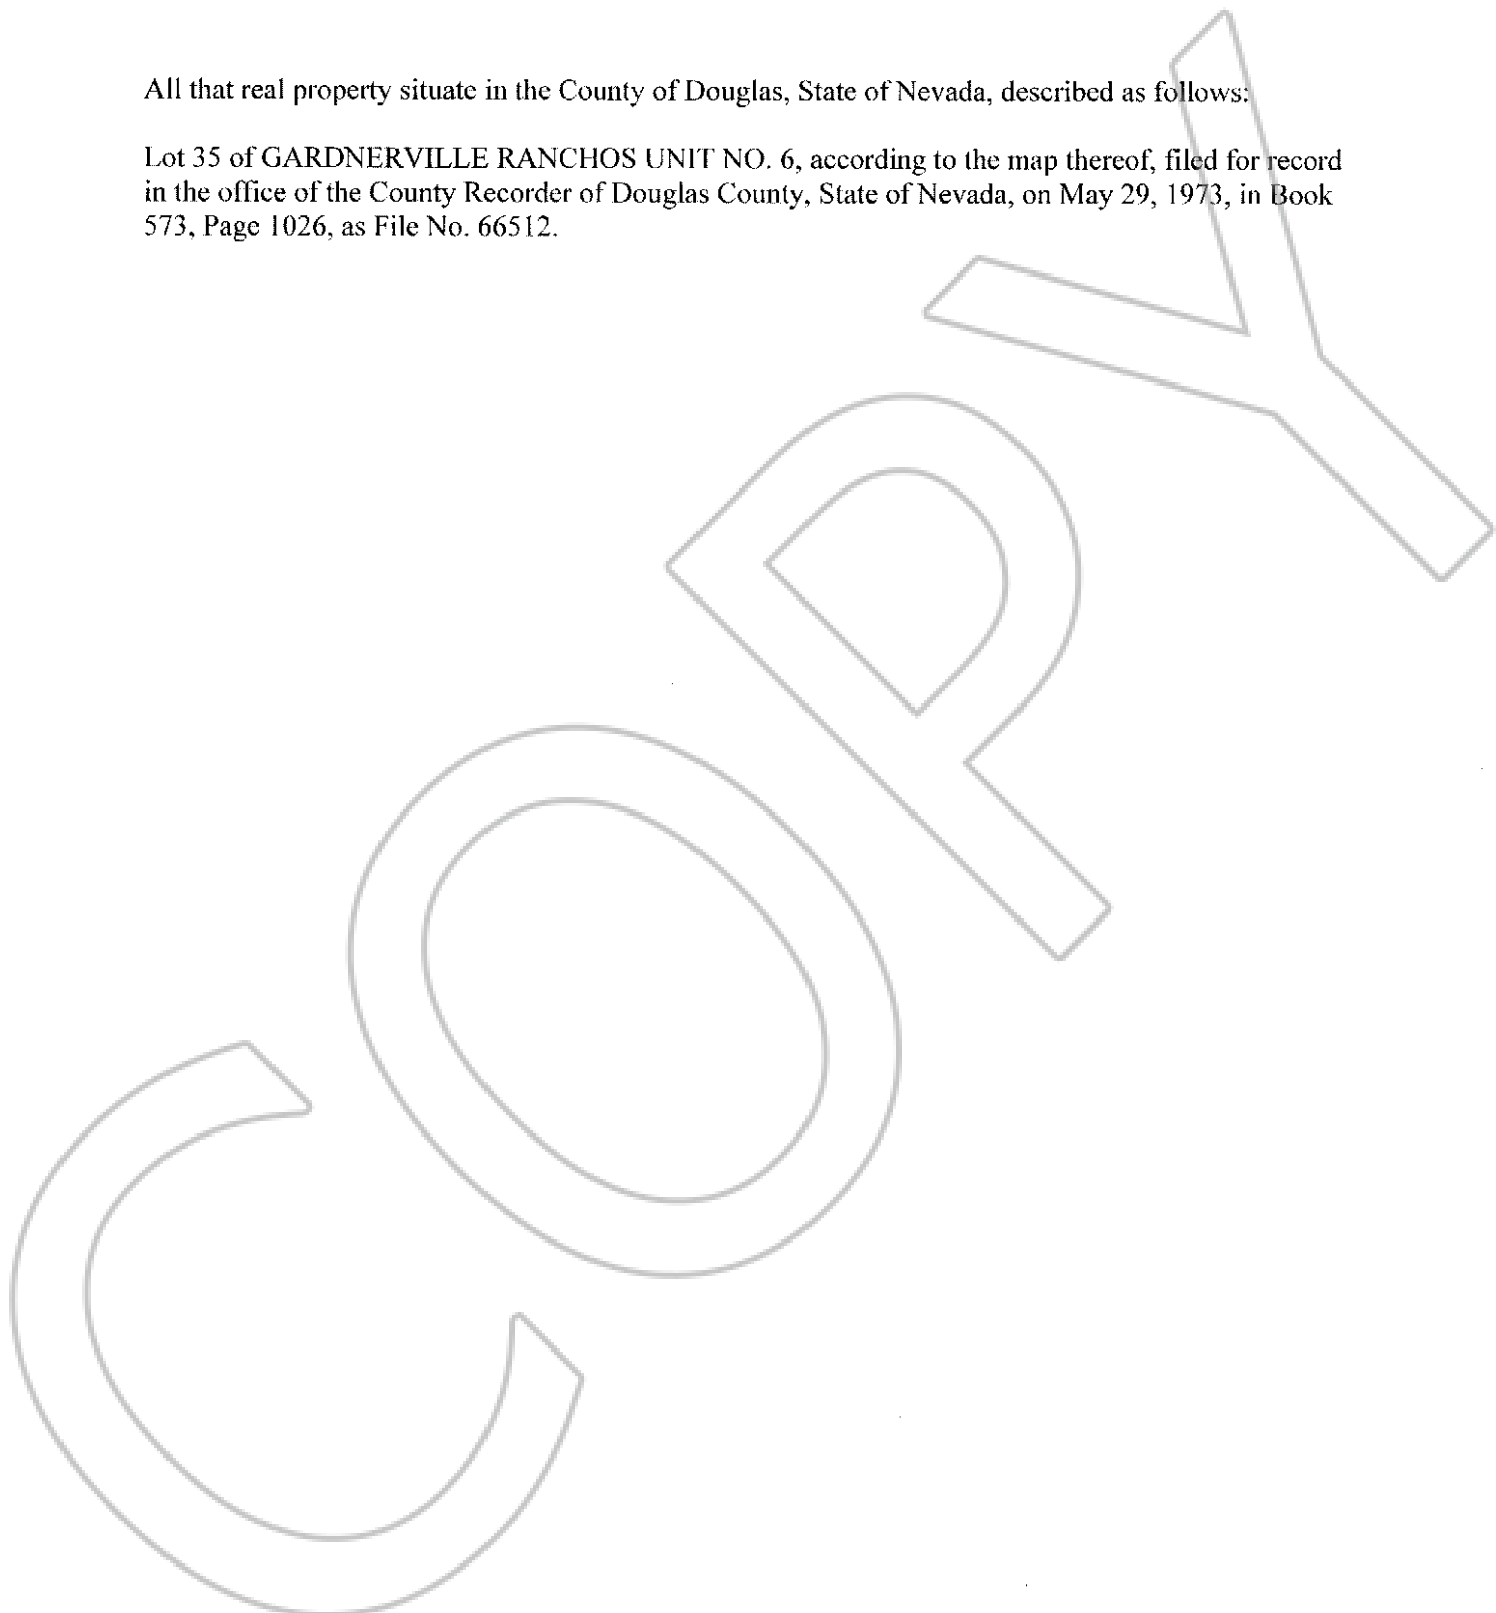 All that real property situate in the County of Douglas, State of Nevada, described as follows:
Lot 35 of GARDNERVILLE RANCHOS UNIT NO. 6, according to the map thereof, filed for record
in the office of the County Recorder of Douglas County, State of Nevada, on May 29, 1973, in Book
573, Page 1026, as File No. 66512.
COPY